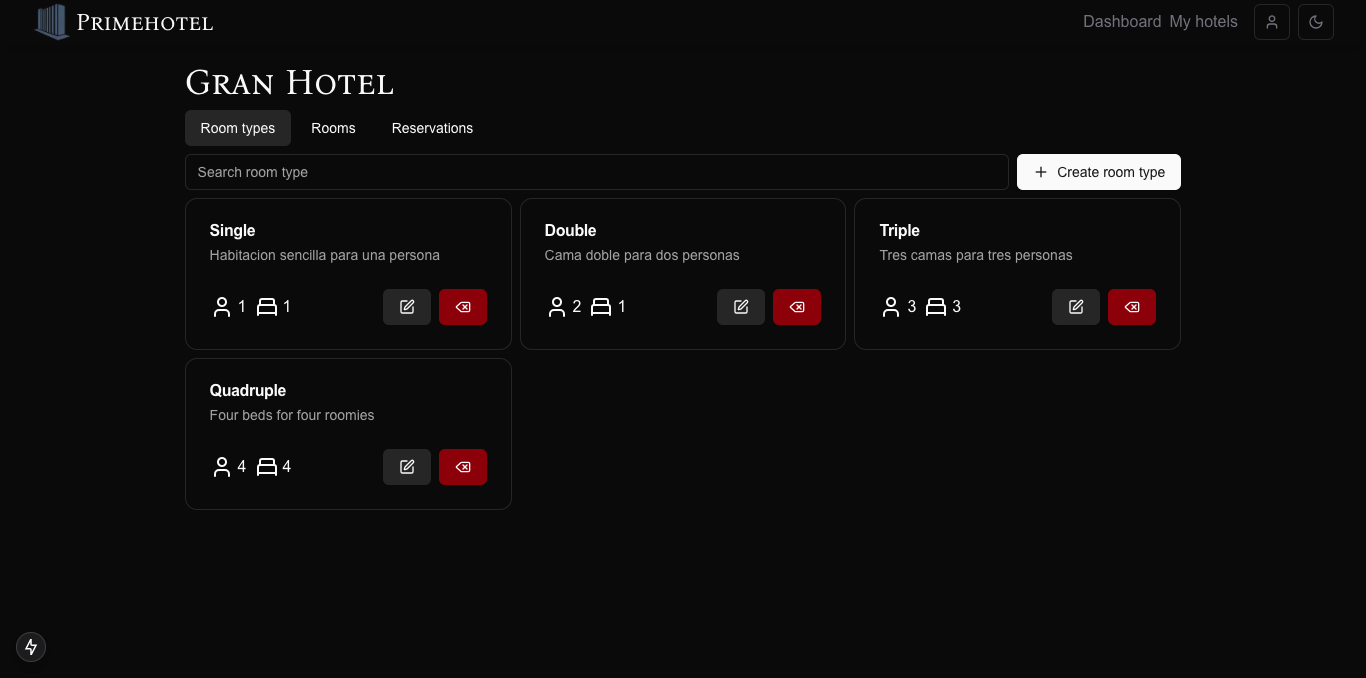 PRIMEHOTEL
Dashboard My hotels
GRAN HOTEL
Room types Rooms Reservations
Search room type
Create room type
Single
Habitacion sencilla para una persona
1 1
Double
Cama doble para dos personas
2 1
Triple
Tres camas para tres personas
3 3
Quadruple
Four beds for four roomies
4 4